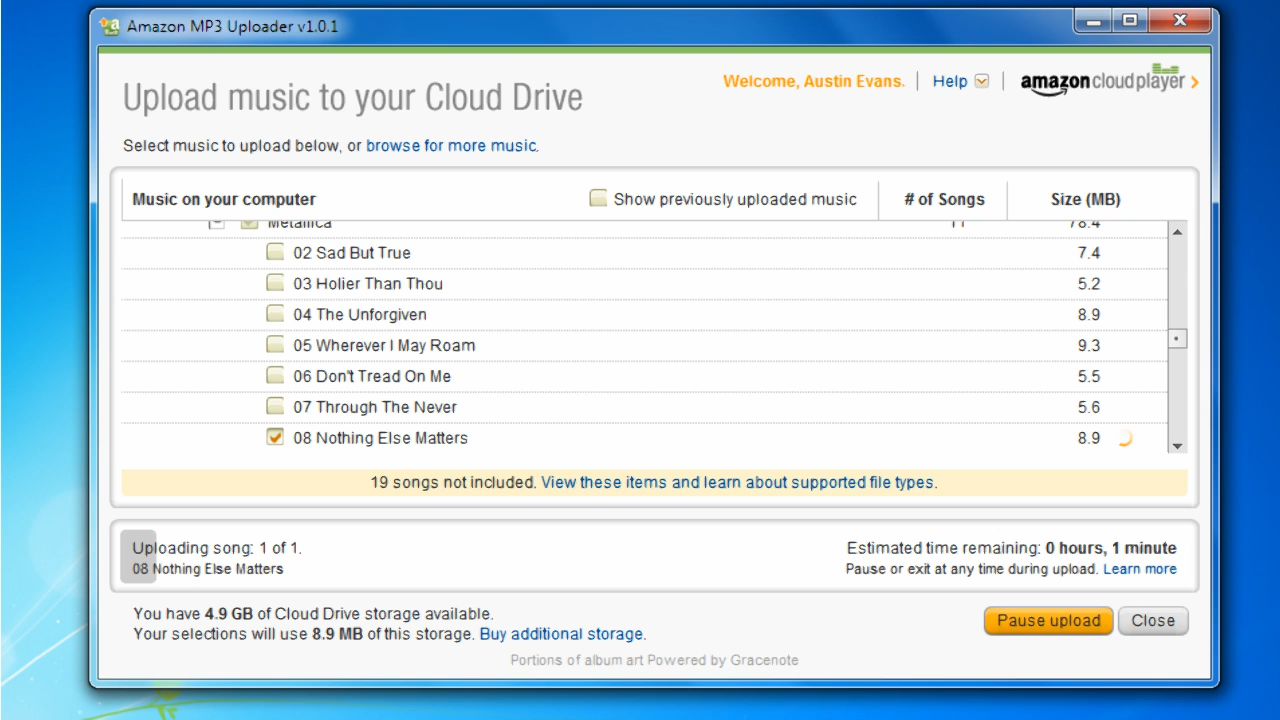 Amazon MP3 Uploader v1.0.1
Upload music to your Cloud Drive
Welcome, Austin Evans. Help amazon cloud player
Select music to upload below, or browse for more music.
Music on your computer Show previously uploaded music # of Songs Size (MB)
Metallica 11 78.4
02 Sad But True 7.4
03 Holier Than Thou 5.2
04 The Unforgiven 8.9
05 Wherever I May Roam 9.3
06 Don't Tread On Me 5.5
07 Through The Never 5.6
08 Nothing Else Matters 8.9
19 songs not included. View these items and learn about supported file types.
Uploading song: 1 of 1. Estimated time remaining: 0 hours, 1 minute
08 Nothing Else Matters Pause or exit at any time during upload. Learn more
You have 4.9 GB of Cloud Drive storage available.
Your selections will use 8.9 MB of this storage. Buy additional storage.
Pause upload Close
Portions of album art Powered by Gracenote